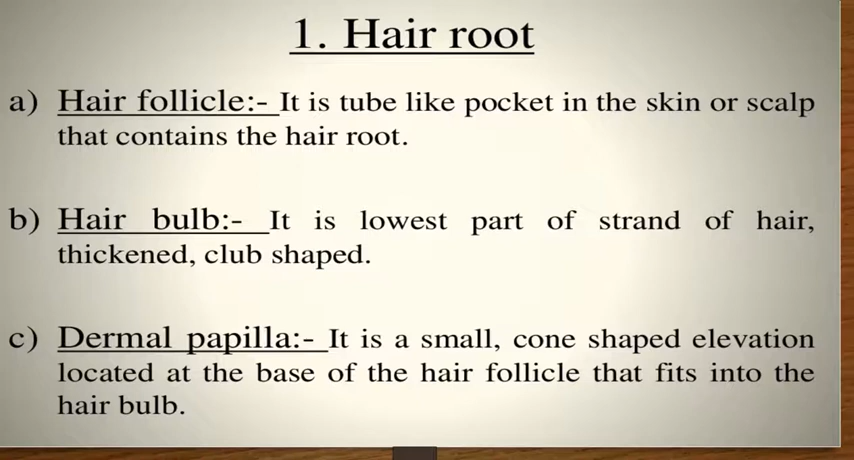 1. Hair root
a) Hair follicle:- It is tube like pocket in the skin or scalp
that contains the hair root.
b) Hair bulb:- It is lowest part of strand of hair,
thickened, club shaped.
c) Dermal papilla:- It is a small, cone shaped elevation
located at the base of the hair follicle that fits into the
hair bulb.